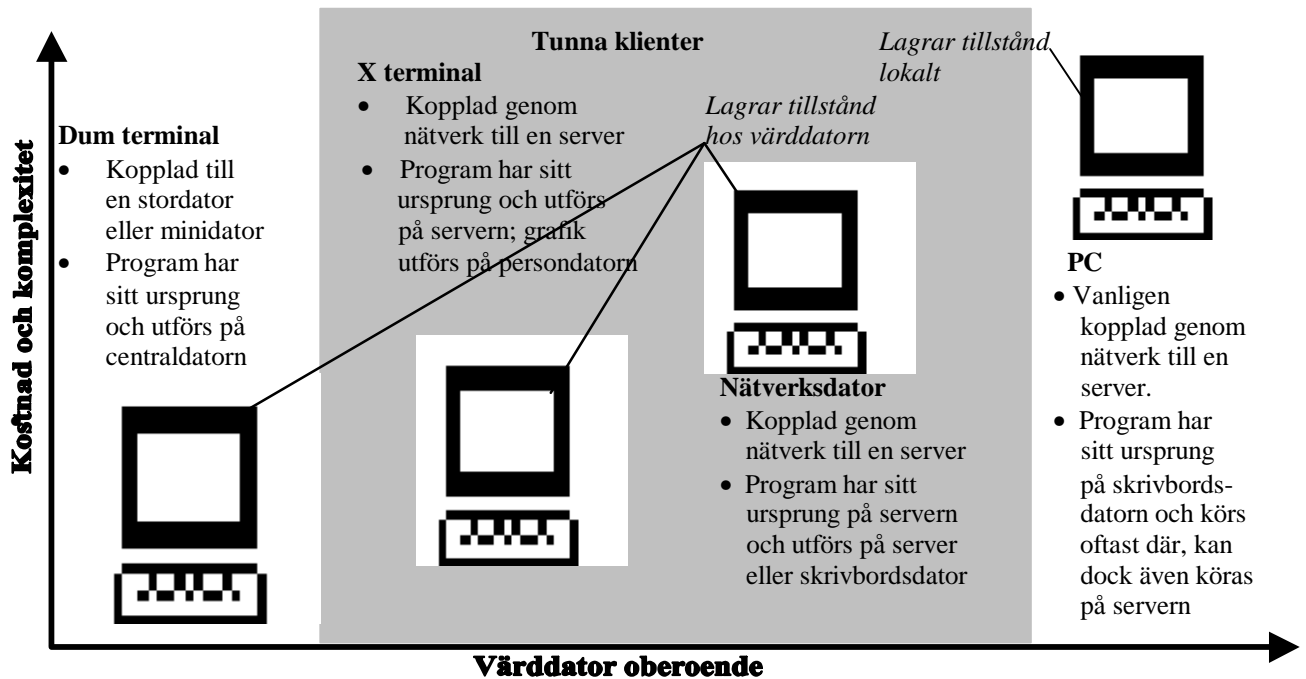 Tunna klienter
Lagrar tillstånd
lokalt
X terminal
• Kopplad genom
nätverk till en server
• Program har sitt
ursprung och utförs
på servern; grafik
utförs på persondatorn
Lagrar tillstånd
hos värddatorn
Dum terminal
• Kopplad till
en stordator
eller minidator
• Program har
sitt ursprung
och utförs på
centraldatorn
Kostnad och komplexitet
PC
• Vanligen
kopplad genom
nätverk till en
server.
• Program har
sitt ursprung
på skrivbords-
datorn och körs
oftast där, kan
dock även köras
på servern
Nätverksdator
• Kopplad genom
nätverk till en server
• Program har sitt
ursprung på servern
och utförs på server
eller skrivbordsdator
Värddator oberoende